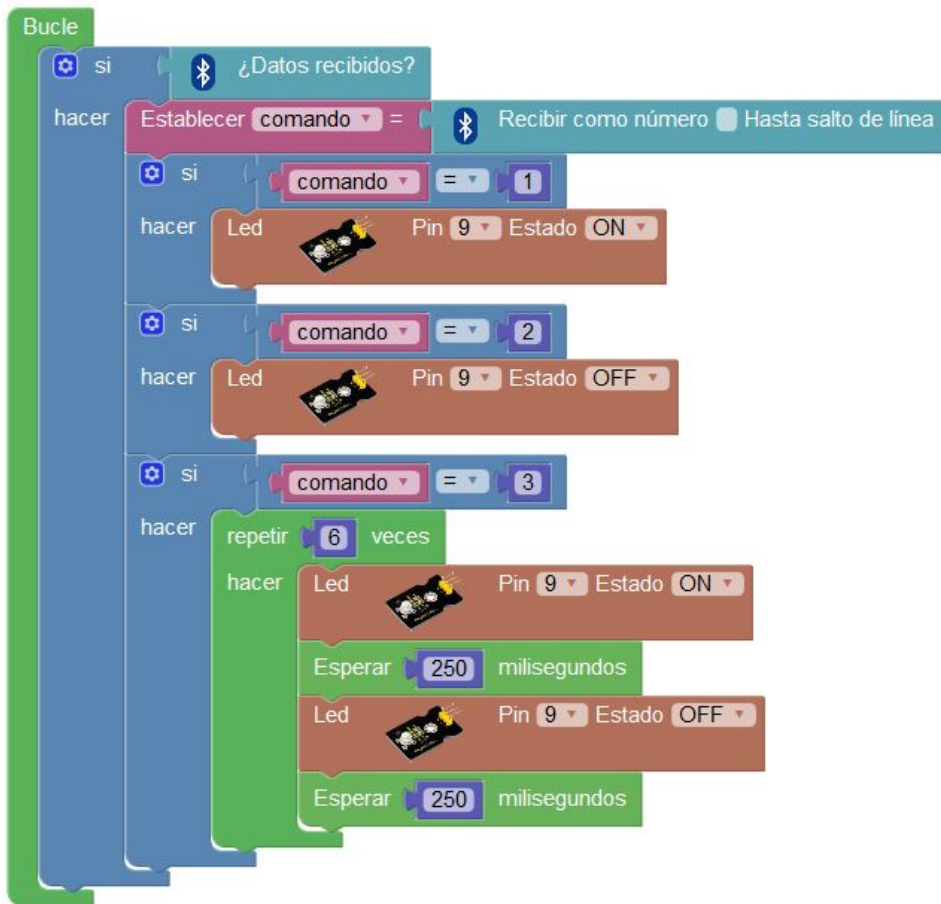 Bucle
si ¿Datos recibidos?
hacer Establecer comando = Recibir como número Hasta salto de línea
si comando = 1
hacer Led Pin 9 Estado ON
si comando = 2
hacer Led Pin 9 Estado OFF
si comando = 3
hacer repetir 6 veces
hacer Led Pin 9 Estado ON
Esperar 250 milisegundos
Led Pin 9 Estado OFF
Esperar 250 milisegundos